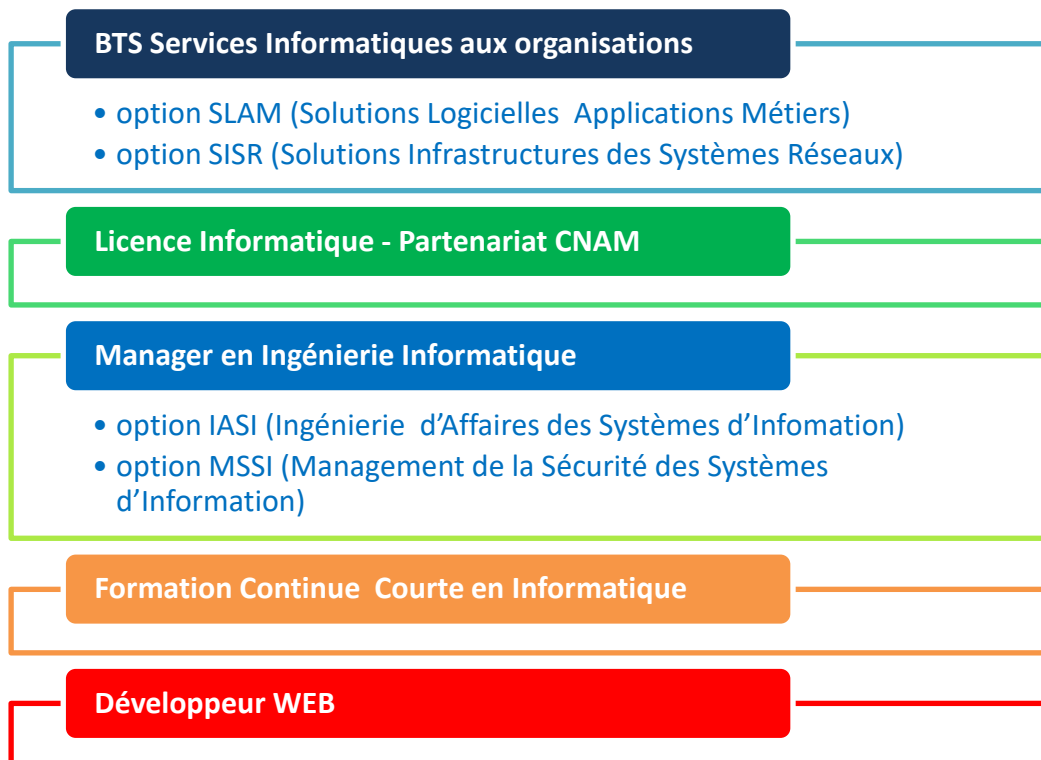 BTS Services Informatiques aux organisations
• option SLAM (Solutions Logicielles  Applications Métiers)
• option SISR (Solutions Infrastructures des Systèmes Réseaux)
Licence Informatique - Partenariat CNAM
Manager en Ingénierie Informatique
• option IASI (Ingénierie  d’Affaires des Systèmes d’Infomation)
• option MSSI (Management de la Sécurité des Systèmes
d’Information)
Formation Continue  Courte en Informatique
Développeur WEB